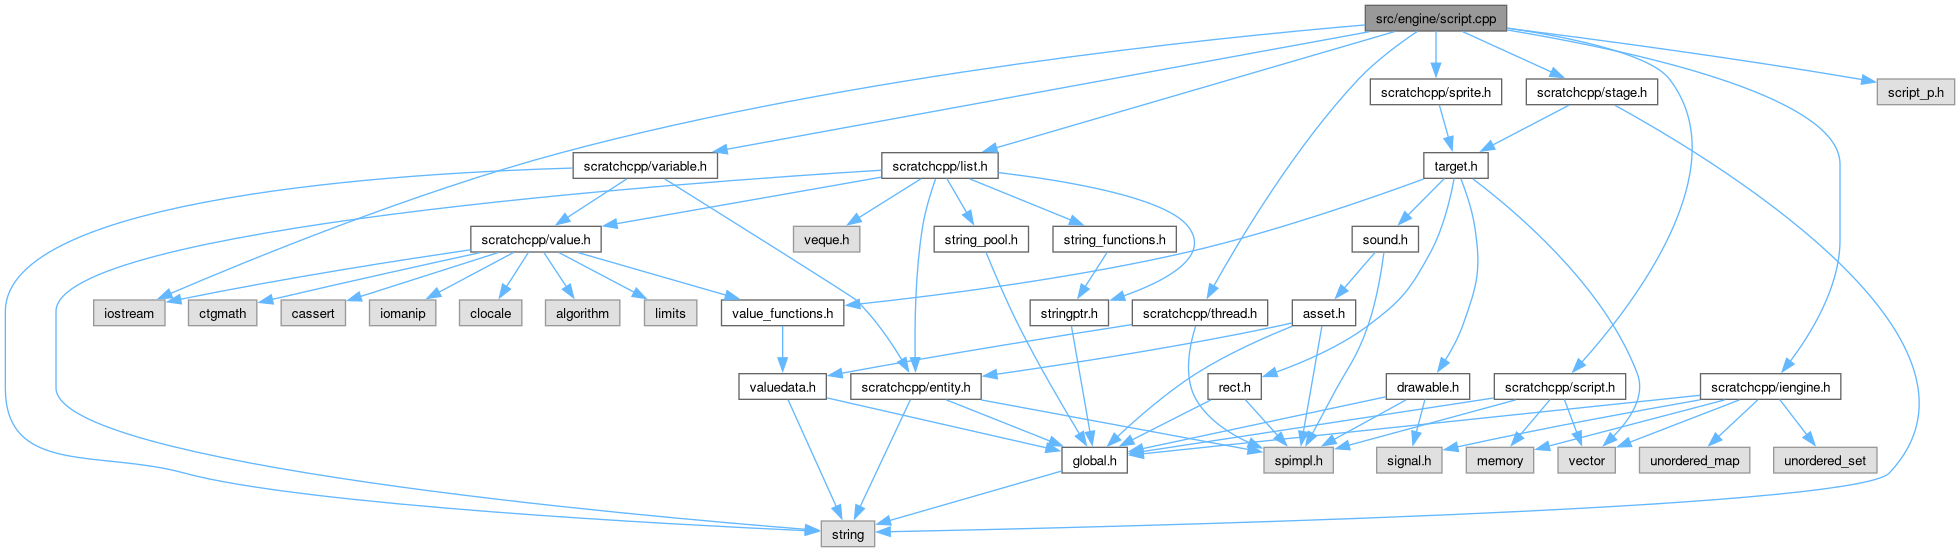 src/engine/script.cpp
scratchcpp/sprite.h
scratchcpp/stage.h
script_p.h
scratchcpp/variable.h
scratchcpp/list.h
target.h
scratchcpp/value.h
veque.h
string_pool.h
string_functions.h
sound.h
iostream
ctgmath
cassert
iomanip
clocale
algorithm
limits
value_functions.h
stringptr.h
scratchcpp/thread.h
asset.h
valuedata.h
scratchcpp/entity.h
rect.h
drawable.h
scratchcpp/script.h
scratchcpp/iengine.h
global.h
spimpl.h
signal.h
memory
vector
unordered_map
unordered_set
string